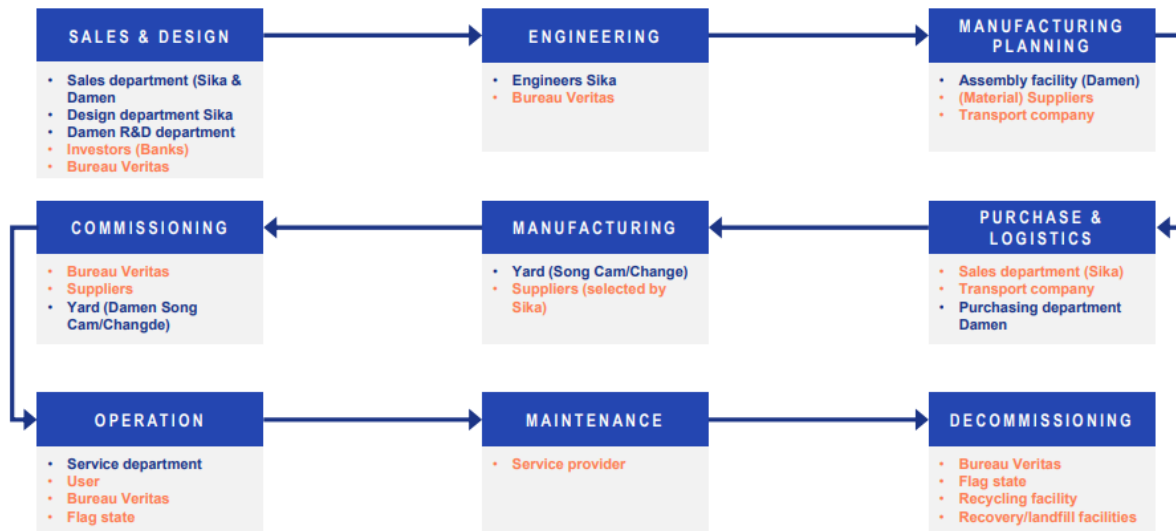 SALES & DESIGN
• Sales department (Sika &
Damen
• Design department Sika
• Damen R&D department
• Investors (Banks)
• Bureau Veritas
ENGINEERING
• Engineers Sika
• Bureau Veritas
MANUFACTURING
PLANNING
• Assembly facility (Damen)
• (Material) Suppliers
• Transport company
PURCHASE &
LOGISTICS
• Sales department (Sika)
• Transport company
• Purchasing department
Damen
MANUFACTURING
• Yard (Song Cam/Change)
• Suppliers (selected by
Sika)
COMMISSIONING
• Bureau Veritas
• Suppliers
• Yard (Damen Song
Cam/Changde)
OPERATION
• Service department
• User
• Bureau Veritas
• Flag state
MAINTENANCE
• Service provider
DECOMMISSIONING
• Bureau Veritas
• Flag state
• Recycling facility
• Recovery/landfill facilities